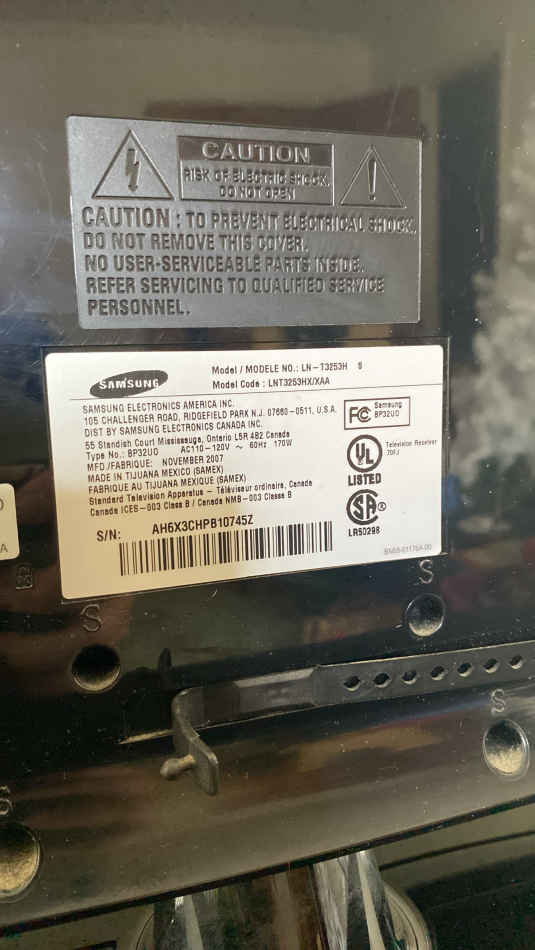 CAUTION
RISK OF ELECTRIC SHOCK.
DO NOT OPEN
CAUTION : TO PREVENT ELECTRICAL SHOCK,
DO NOT REMOVE THIS COVER.
NO USER-SERVICEABLE PARTS INSIDE.
REFER SERVICING TO QUALIFIED SERVICE
PERSONNEL.
SAMSUNG
Model / MODELE NO.: LN-T3253H S
Model Code : LNT3253HX/XAA
SAMSUNG ELECTRONICS AMERICA INC.
105 CHALLENGER ROAD, RIDGEFIELD PARK N.J. 07660-0511, U.S.A.
DIST BY SAMSUNG ELECTRONICS CANADA INC.
55 Standish Court Mississauga, Ontario L5R 4B2 Canada
Type No.: BP32UO AC110-120V ~ 60Hz 170W
MFD/FABRIQUE: NOVEMBER 2007
MADE IN TIJUANA MEXICO (SAMEX)
FABRIQUE AU TIJUANA MEXIQUE (SAMEX)
Standard Television Apparatus - Téléviseur ordinaire, Canada
Canada ICES-003 Class B / Canada NMB-003 Classe B
S/N: AH6X3CHPB10745Z
FC Samsung
BP32UO
UL Television Receiver
70FJ
LISTED
SA
LR50298
A
S
S
S
S